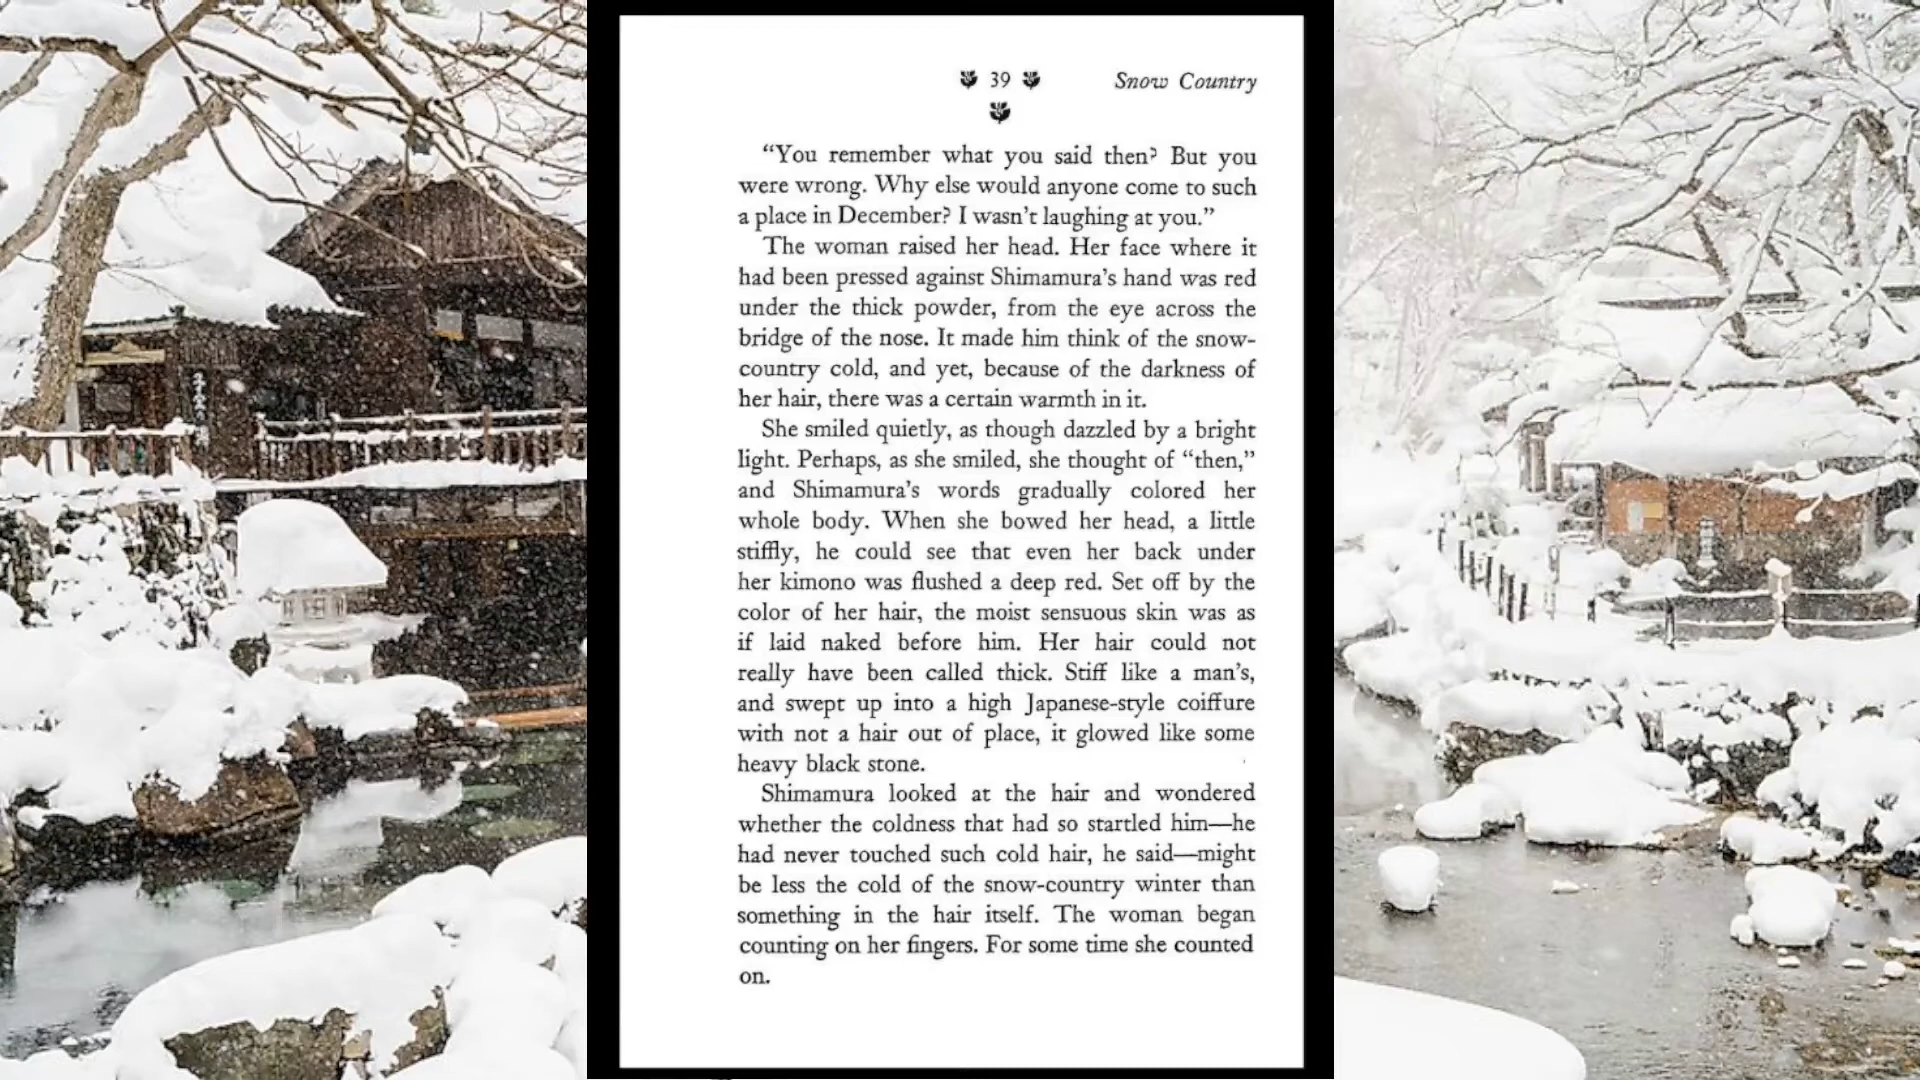 39 Snow Country
“You remember what you said then? But you
were wrong. Why else would anyone come to such
a place in December? I wasn’t laughing at you.”
The woman raised her head. Her face where it
had been pressed against Shimamura’s hand was red
under the thick powder, from the eye across the
bridge of the nose. It made him think of the snow-
country cold, and yet, because of the darkness of
her hair, there was a certain warmth in it.
She smiled quietly, as though dazzled by a bright
light. Perhaps, as she smiled, she thought of “then,”
and Shimamura’s words gradually colored her
whole body. When she bowed her head, a little
stiffly, he could see that even her back under
her kimono was flushed a deep red. Set off by the
color of her hair, the moist sensuous skin was as
if laid naked before him. Her hair could not
really have been called thick. Stiff like a man’s,
and swept up into a high Japanese-style coiffure
with not a hair out of place, it glowed like some
heavy black stone.
Shimamura looked at the hair and wondered
whether the coldness that had so startled him—he
had never touched such cold hair, he said—might
be less the cold of the snow-country winter than
something in the hair itself. The woman began
counting on her fingers. For some time she counted
on.